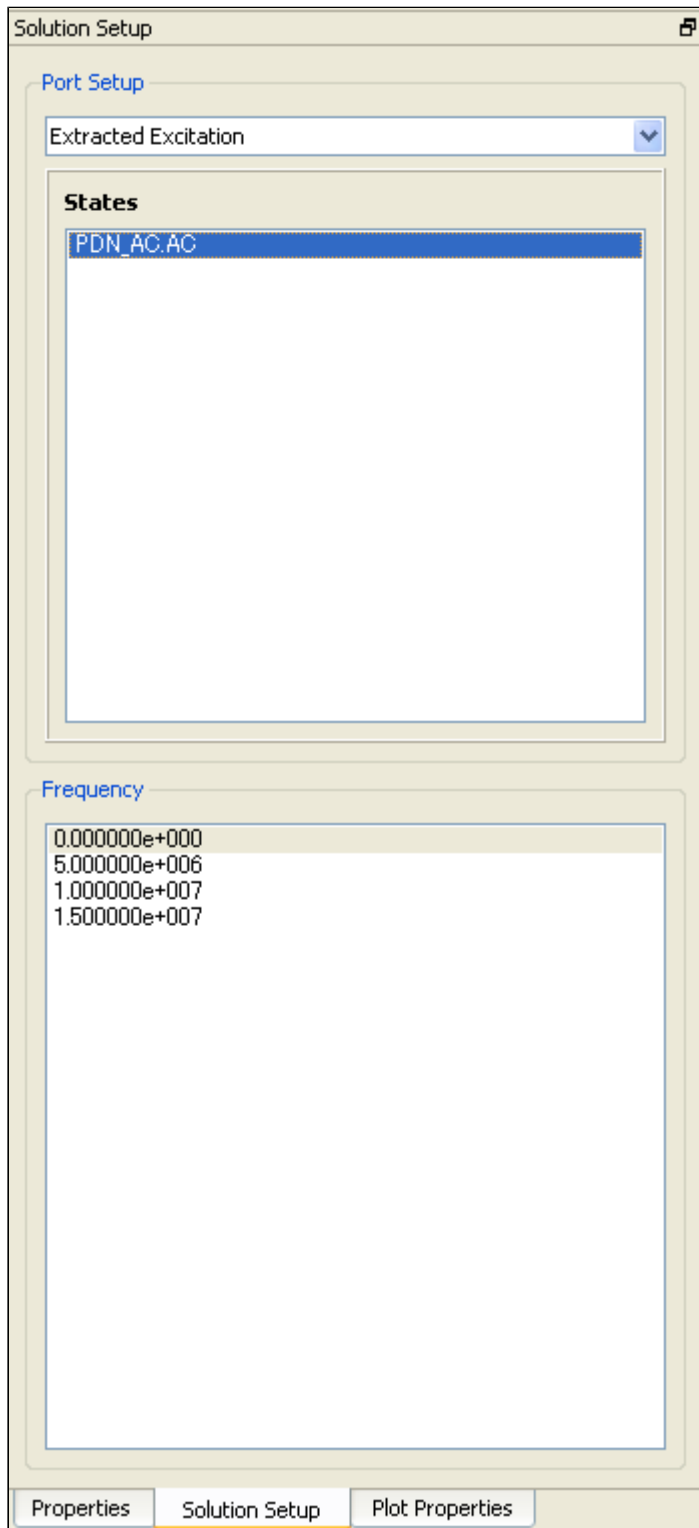 Solution Setup
Port Setup
Extracted Excitation
States
PDN_AC.AC
Frequency
0.000000e+000
5.000000e+006
1.000000e+007
1.500000e+007
Properties Solution Setup Plot Properties